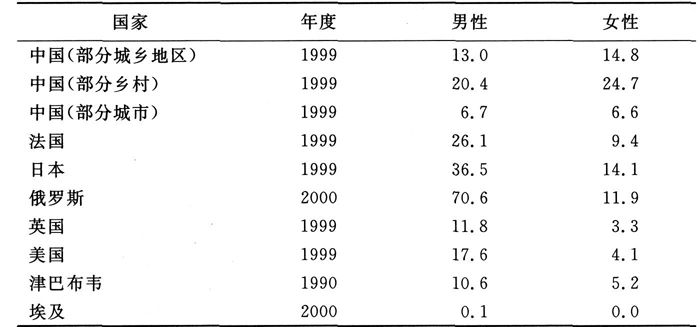 国家 年度 男性 女性
中国(部分城乡地区) 1999 13.0 14.8
中国(部分乡村) 1999 20.4 24.7
中国(部分城市) 1999 6.7 6.6
法国 1999 26.1 9.4
日本 1999 36.5 14.1
俄罗斯 2000 70.6 11.9
英国 1999 11.8 3.3
美国 1999 17.6 4.1
津巴布韦 1990 10.6 5.2
埃及 2000 0.1 0.0